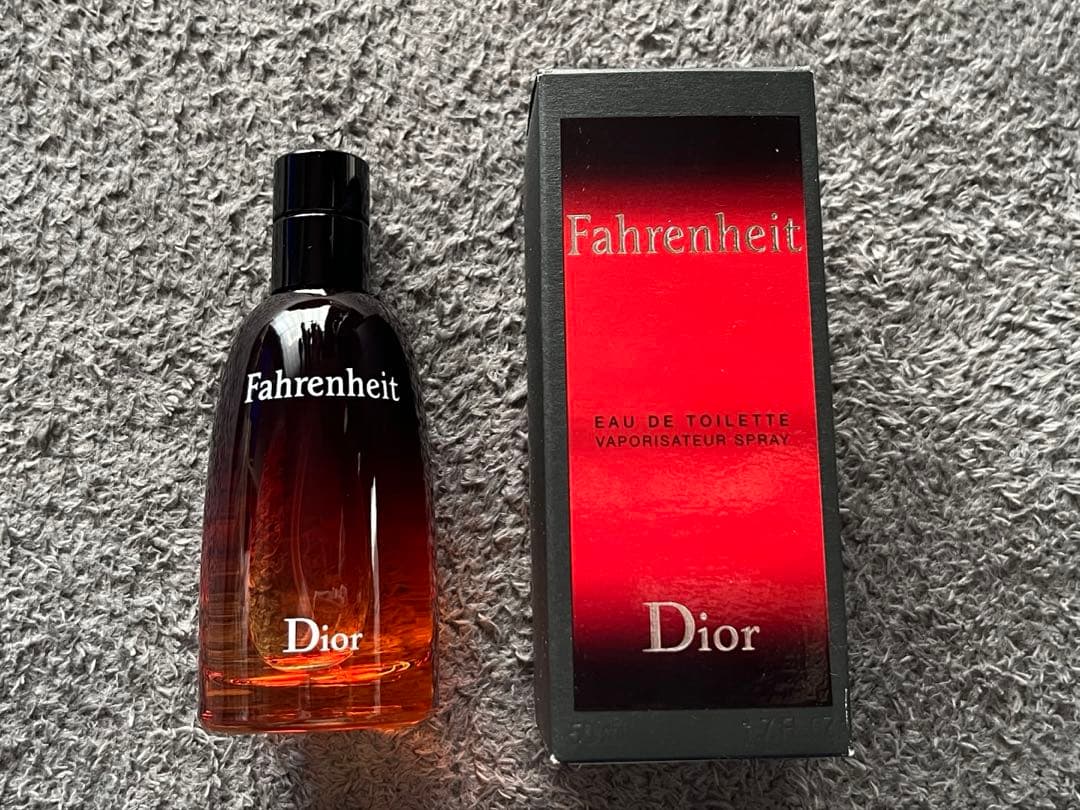 Fahrenheit
Dior
Fahrenheit
EAU DE TOILETTE
VAPORISATEUR SPRAY
Dior